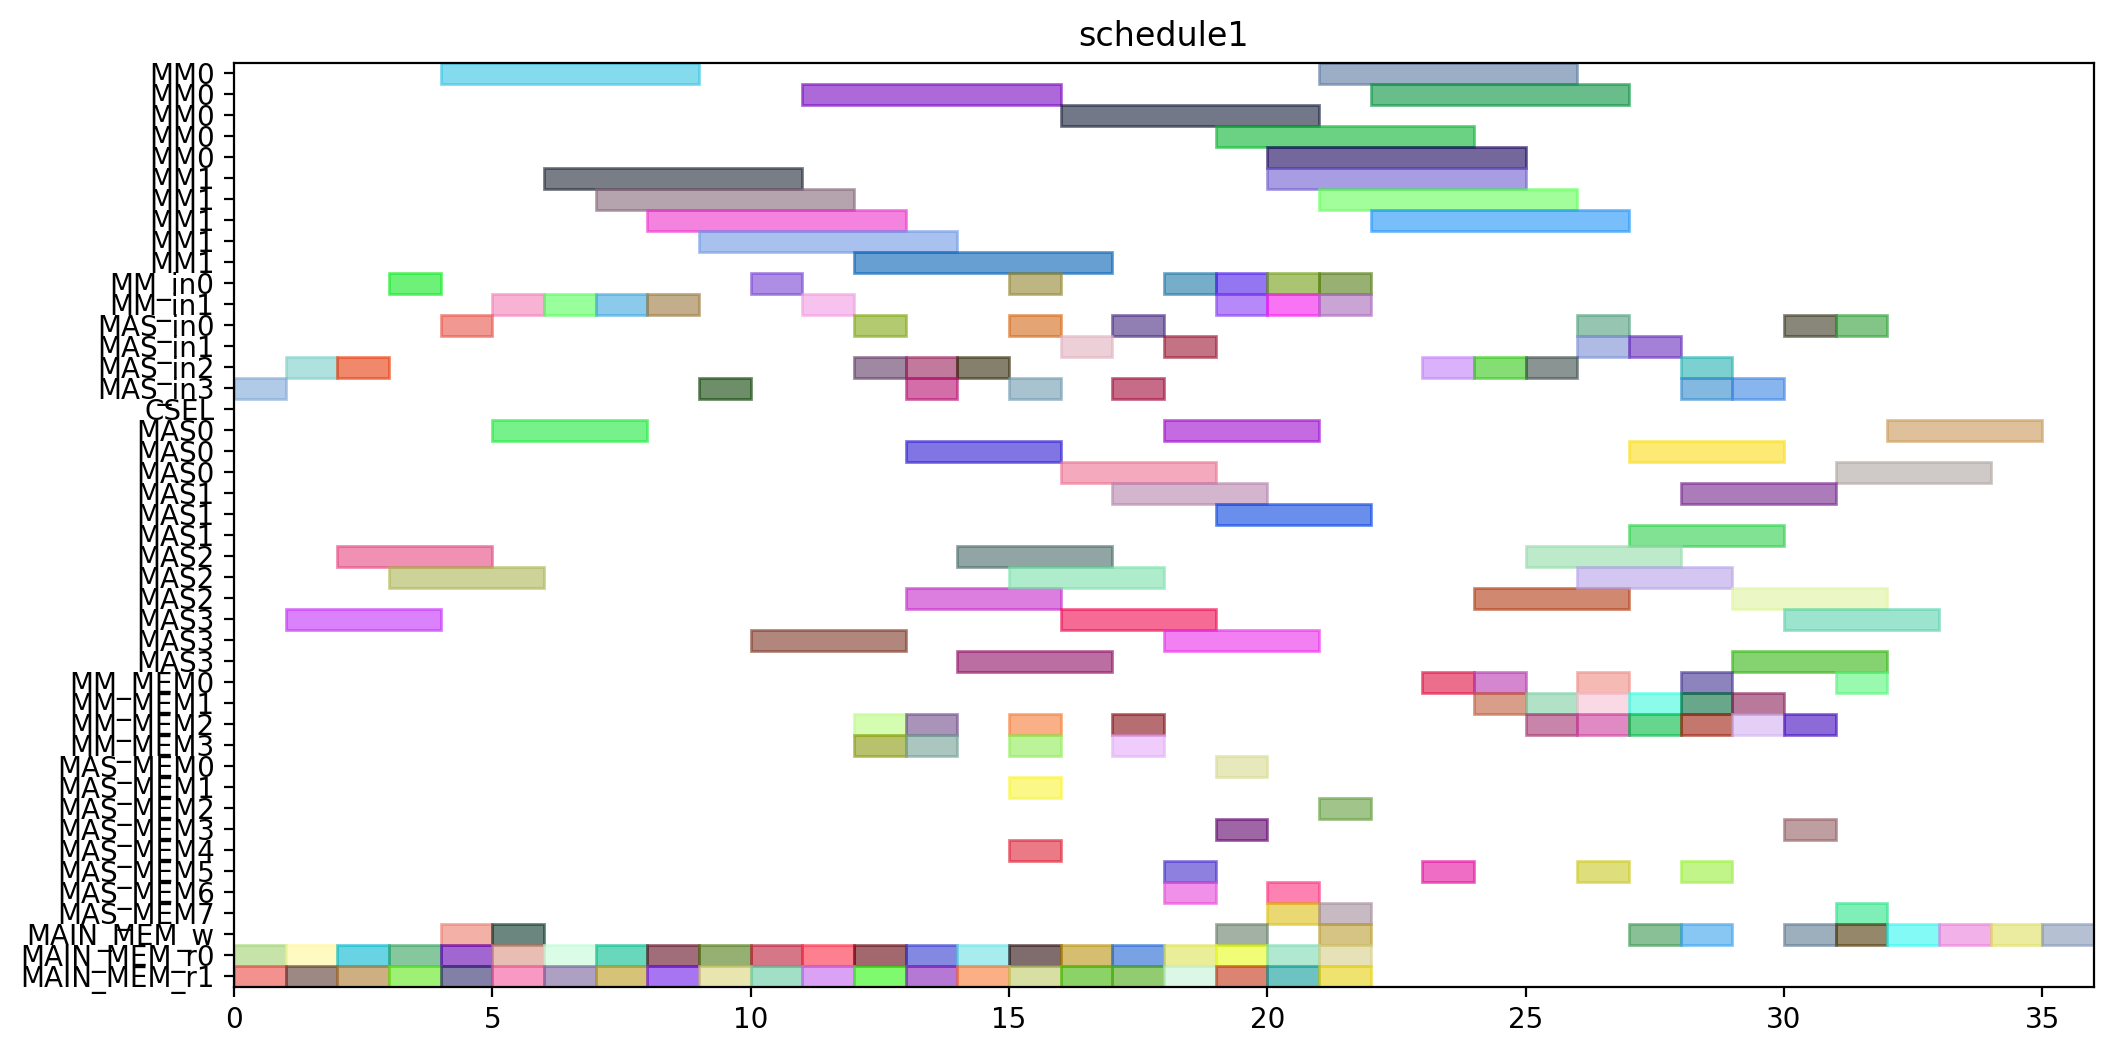 schedule1
MM0
MM0
MM0
MM0
MM0
MM1
MM1
MM1
MM1
MM1
MM_in0
MM_in1
MAS_in0
MAS_in1
MAS_in2
MAS_in3
CSEL
MAS0
MAS0
MAS0
MAS1
MAS1
MAS1
MAS2
MAS2
MAS2
MAS3
MAS3
MAS3
MM_MEM0
MM_MEM1
MM_MEM2
MM_MEM3
MAS_MEM0
MAS_MEM1
MAS_MEM2
MAS_MEM3
MAS_MEM4
MAS_MEM5
MAS_MEM6
MAS_MEM7
MAIN_MEM_w
MAIN_MEM_r0
MAIN_MEM_r1
0 5 10 15 20 25 30 35